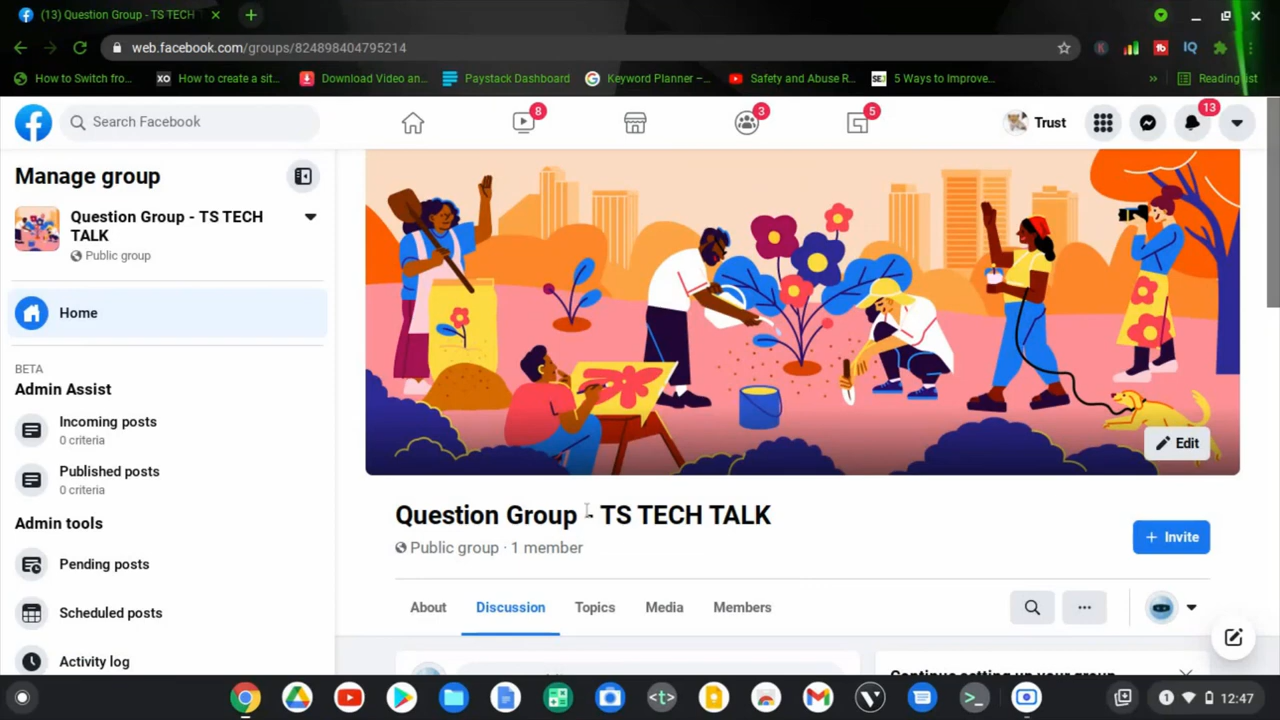 (13) Question Group - TS TECH
web.facebook.com/groups/824898404795214
How to Switch fro...
XO How to create a sit...
Download Video an...
Paystack Dashboard
G Keyword Planner –...
Safety and Abuse R...
SEJ 5 Ways to Improve...
»
Reading list
Search Facebook
8
3
5
Trust
13
Manage group
Question Group - TS TECH
TALK
Public group
Home
BETA
Admin Assist
Incoming posts
0 criteria
Published posts
0 criteria
Admin tools
Pending posts
Scheduled posts
Activity log
Edit
Question Group - TS TECH TALK
Public group · 1 member
+ Invite
About
Discussion
Topics
Media
Members
1
12:47